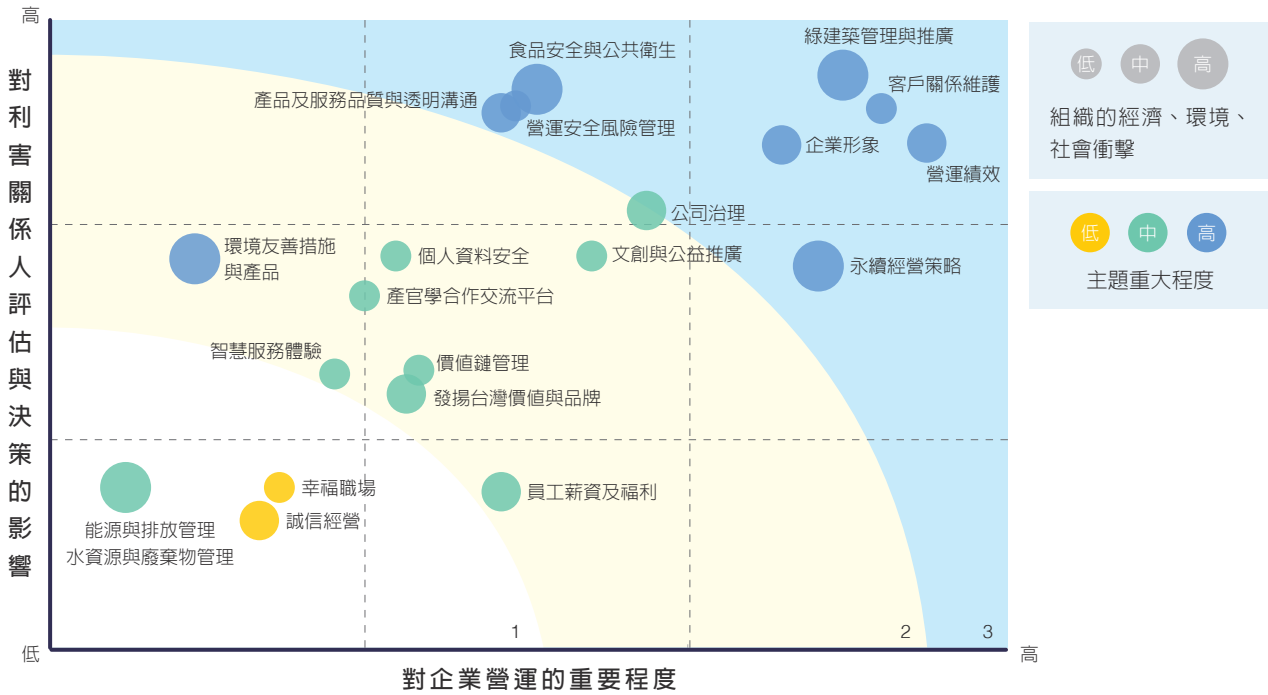 高
對利害關係人評估與決策的影響
低
食品安全與公共衛生
產品及服務品質與透明溝通
營運安全風險管理
綠建築管理與推廣
客戶關係維護
企業形象
營運績效
公司治理
環境友善措施
與產品
個人資料安全
文創與公益推廣
永續經營策略
產官學合作交流平台
智慧服務體驗
價值鏈管理
發揚台灣價值與品牌
幸福職場
誠信經營
員工薪資及福利
能源與排放管理
水資源與廢棄物管理
1
2
3
高
對企業營運的重要程度
低 中 高
組織的經濟、環境、
社會衝擊
低 中 高
主題重大程度